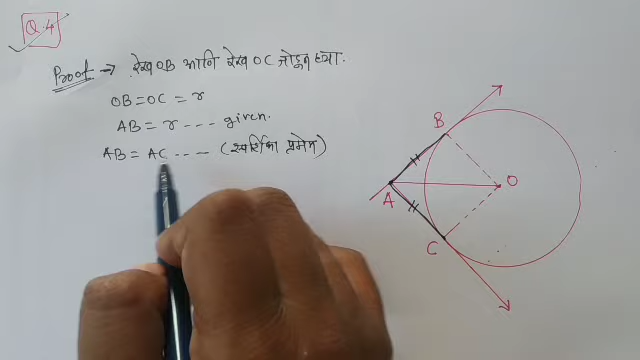 Q.4
Proof → रेख OB आणि रेख OC जोडून घ्या.
OB = OC = r
AB = r --- given.
AB = AC --- (स्पर्शिका प्रमेय)
B
A
O
C